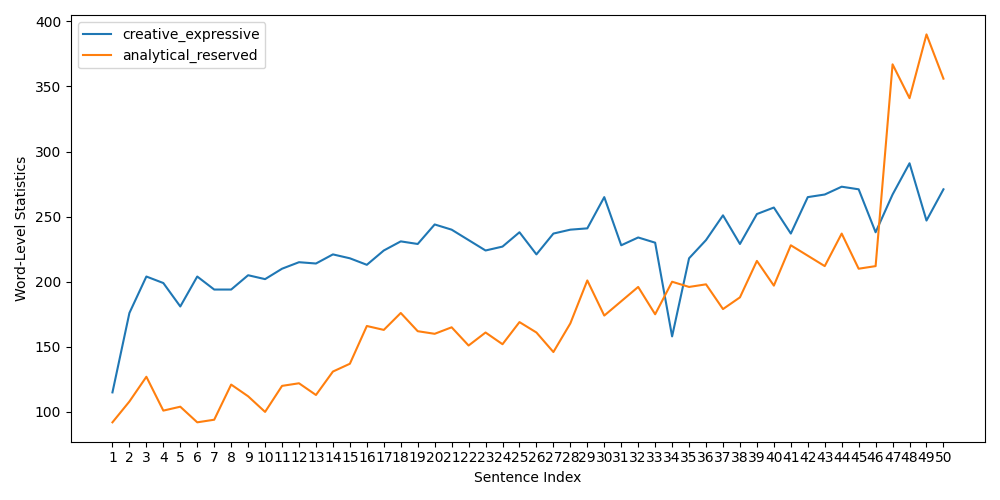 creative_expressive
analytical_reserved
400
350
300
250
200
150
100
Word-Level Statistics
1 2 3 4 5 6 7 8 9 10 11 12 13 14 15 16 17 18 19 20 21 22 23 24 25 26 27 28 29 30 31 32 33 34 35 36 37 38 39 40 41 42 43 44 45 46 47 48 49 50
Sentence Index